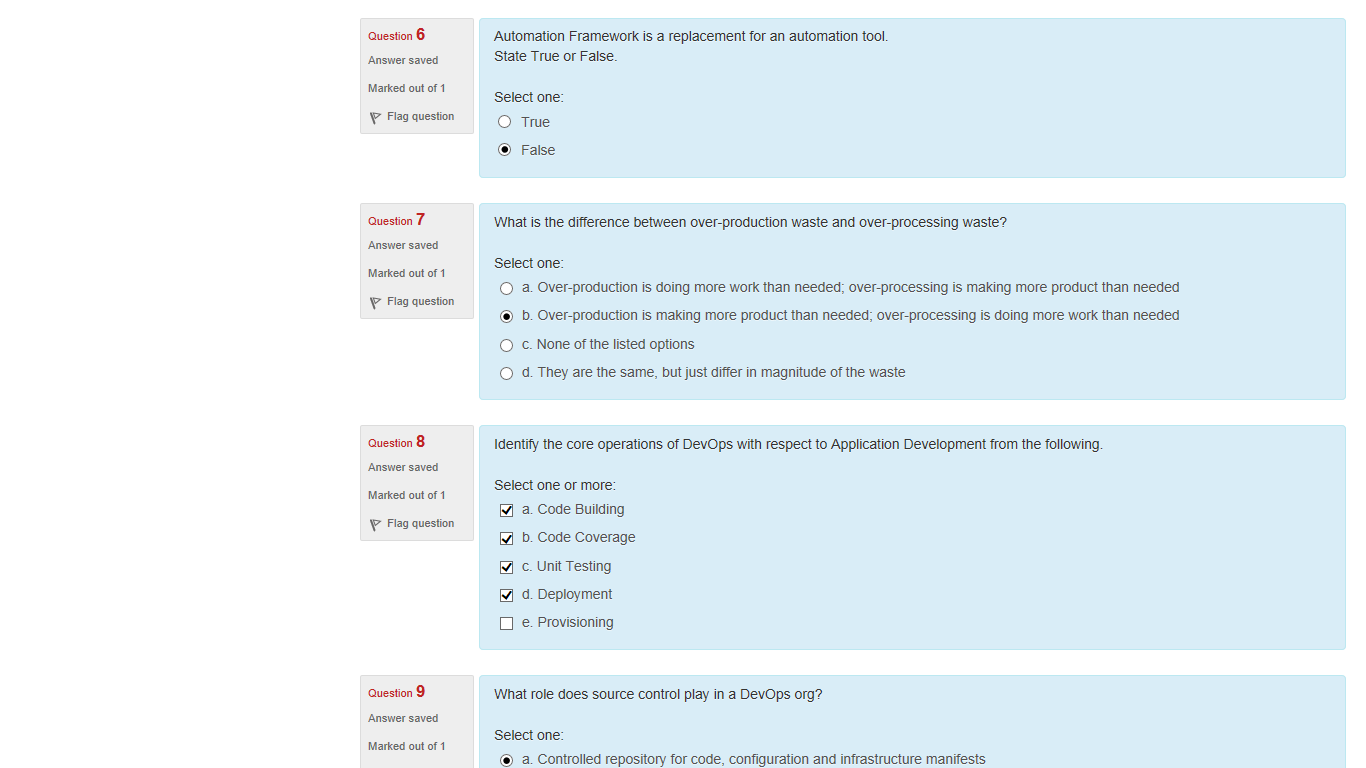 Question 6
Answer saved
Marked out of 1
Flag question
Automation Framework is a replacement for an automation tool.
State True or False.
Select one:
True
False
Question 7
Answer saved
Marked out of 1
Flag question
What is the difference between over-production waste and over-processing waste?
Select one:
a. Over-production is doing more work than needed; over-processing is making more product than needed
b. Over-production is making more product than needed; over-processing is doing more work than needed
c. None of the listed options
d. They are the same, but just differ in magnitude of the waste
Question 8
Answer saved
Marked out of 1
Flag question
Identify the core operations of DevOps with respect to Application Development from the following.
Select one or more:
a. Code Building
b. Code Coverage
c. Unit Testing
d. Deployment
e. Provisioning
Question 9
Answer saved
Marked out of 1
What role does source control play in a DevOps org?
Select one:
a. Controlled repository for code, configuration and infrastructure manifests